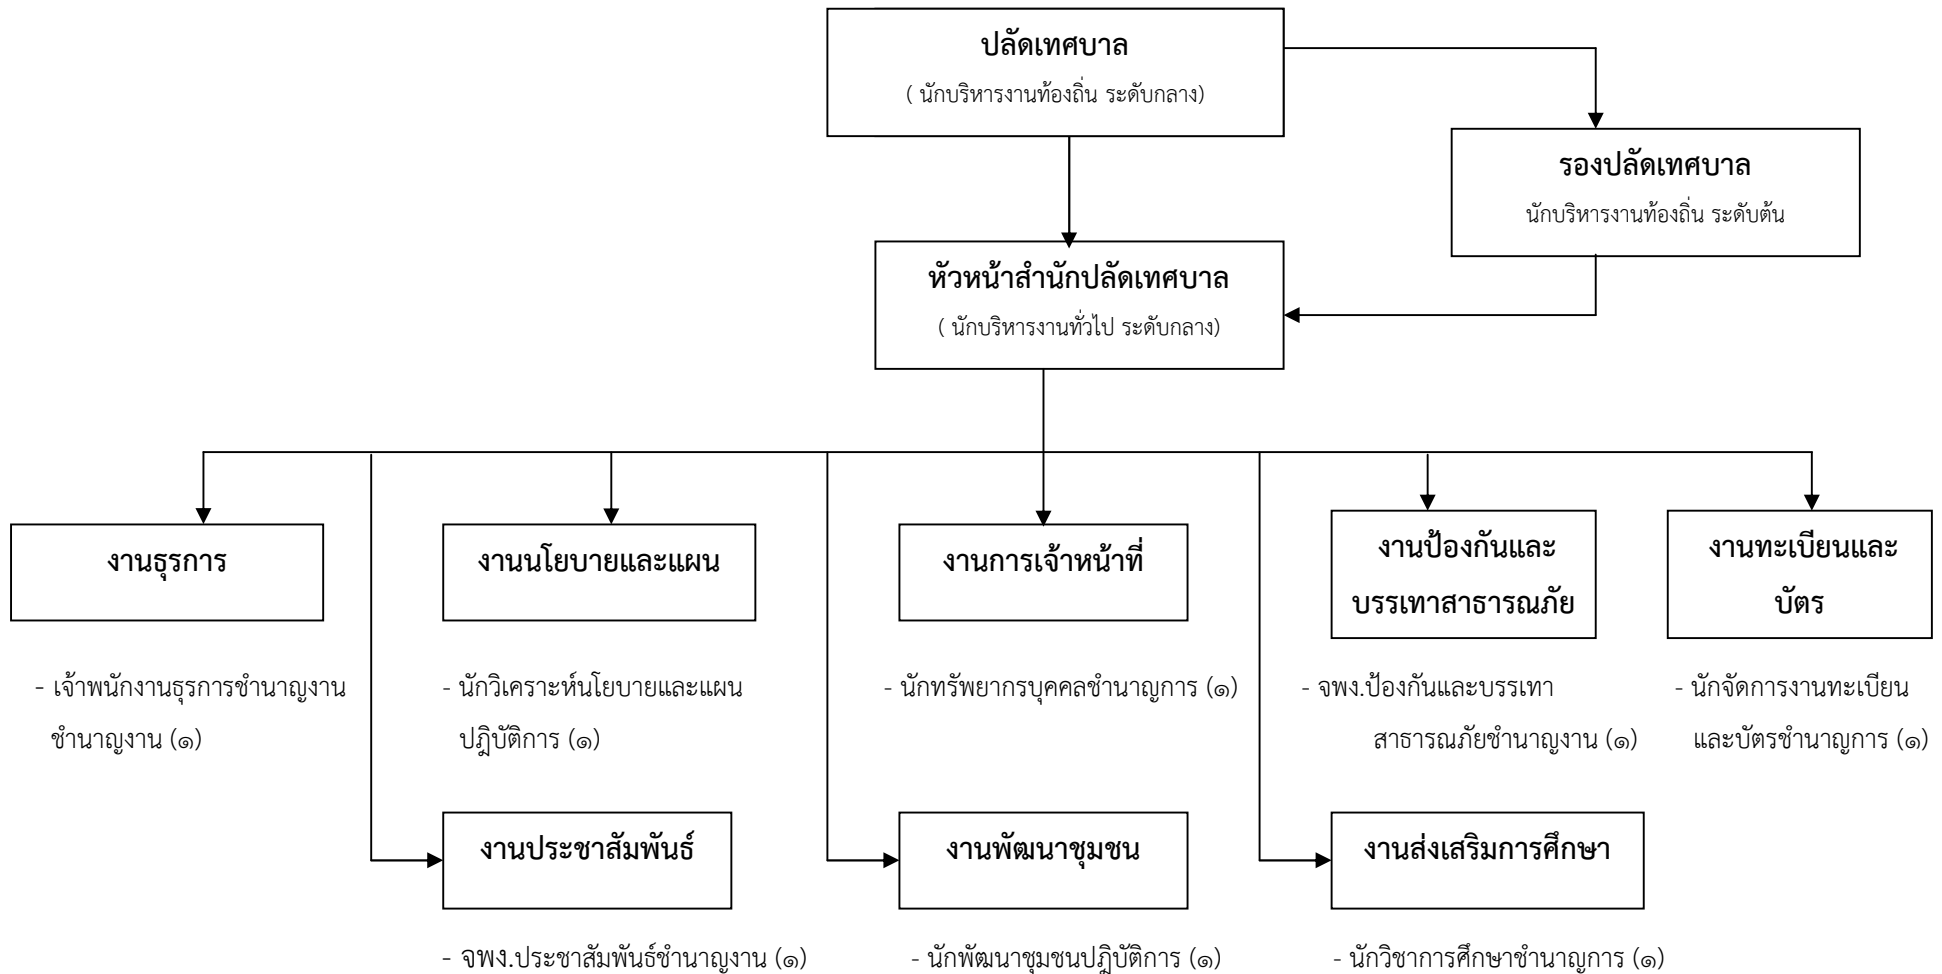 ปลัดเทศบาล
( นักบริหารงานท้องถิ่น ระดับกลาง)
รองปลัดเทศบาล
นักบริหารงานท้องถิ่น ระดับต้น
หัวหน้าสำนักปลัดเทศบาล
( นักบริหารงานทั่วไป ระดับกลาง)
งานธุรการ
- เจ้าพนักงานธุรการชำนาญงาน
ชำนาญงาน (๑)
งานนโยบายและแผน
- นักวิเคราะห์นโยบายและแผน
ปฎิบัติการ (๑)
งานการเจ้าหน้าที่
- นักทรัพยากรบุคคลชำนาญการ (๑)
งานป้องกันและ
บรรเทาสาธารณภัย
- จพง.ป้องกันและบรรเทา
สาธารณภัยชำนาญงาน (๑)
งานทะเบียนและ
บัตร
- นักจัดการงานทะเบียน
และบัตรชำนาญการ (๑)
งานประชาสัมพันธ์
- จพง.ประชาสัมพันธ์ชำนาญงาน (๑)
งานพัฒนาชุมชน
- นักพัฒนาชุมชนปฎิบัติการ (๑)
งานส่งเสริมการศึกษา
- นักวิชาการศึกษาชำนาญการ (๑)